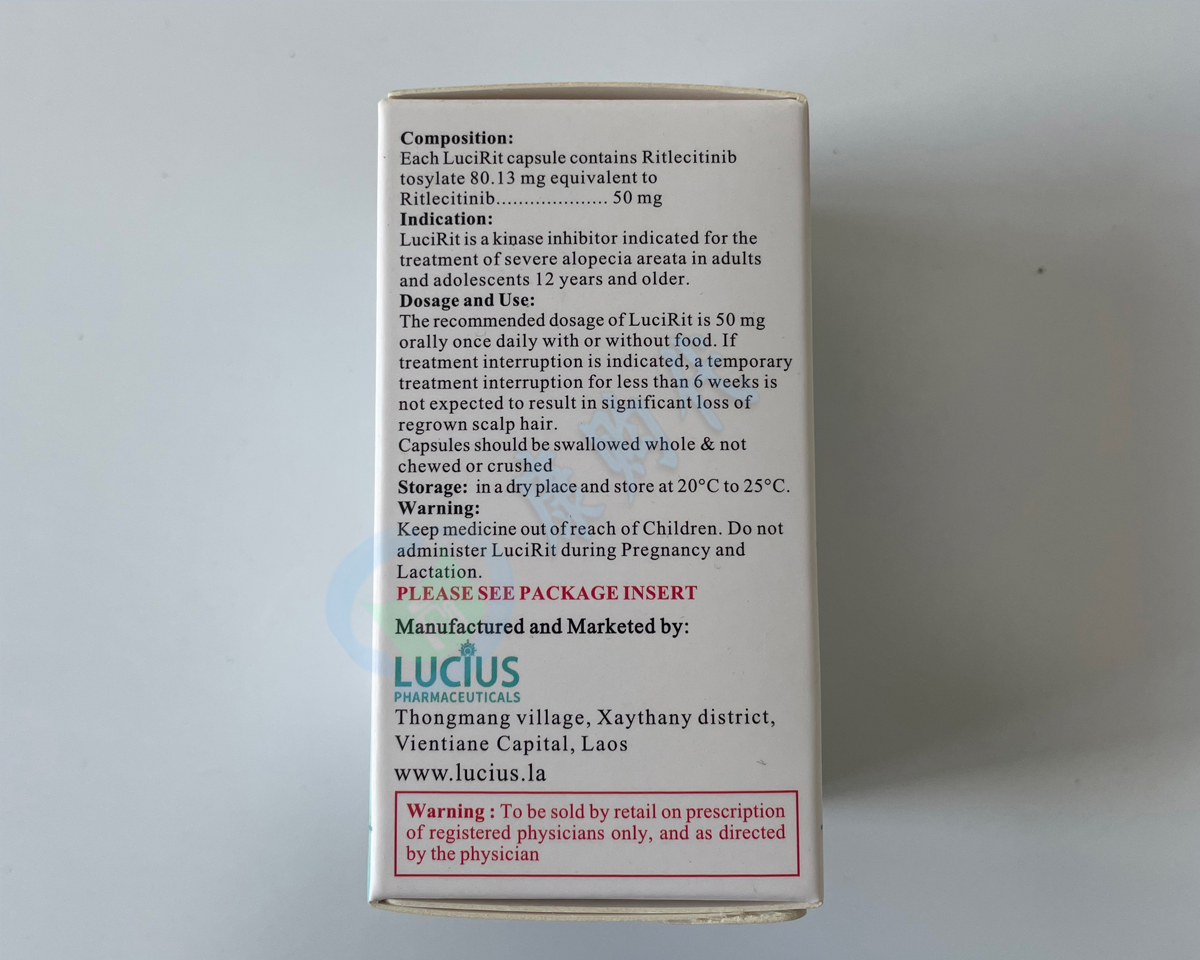 Composition:
Each LuciRit capsule contains Ritlecitinib
tosylate 80.13 mg equivalent to
Ritlecitinib.................... 50 mg
Indication:
LuciRit is a kinase inhibitor indicated for the
treatment of severe alopecia areata in adults
and adolescents 12 years and older.
Dosage and Use:
The recommended dosage of LuciRit is 50 mg
orally once daily with or without food. If
treatment interruption is indicated, a temporary
treatment interruption for less than 6 weeks is
not expected to result in significant loss of
regrown scalp hair.
Capsules should be swallowed whole & not
chewed or crushed
Storage: in a dry place and store at 20°C to 25°C.
Warning:
Keep medicine out of reach of Children. Do not
administer LuciRit during Pregnancy and
Lactation.
PLEASE SEE PACKAGE INSERT
Manufactured and Marketed by:
LUCIUS
PHARMACEUTICALS
Thongmang village, Xaythany district,
Vientiane Capital, Laos
www.lucius.la
Warning : To be sold by retail on prescription
of registered physicians only, and as directed
by the physician